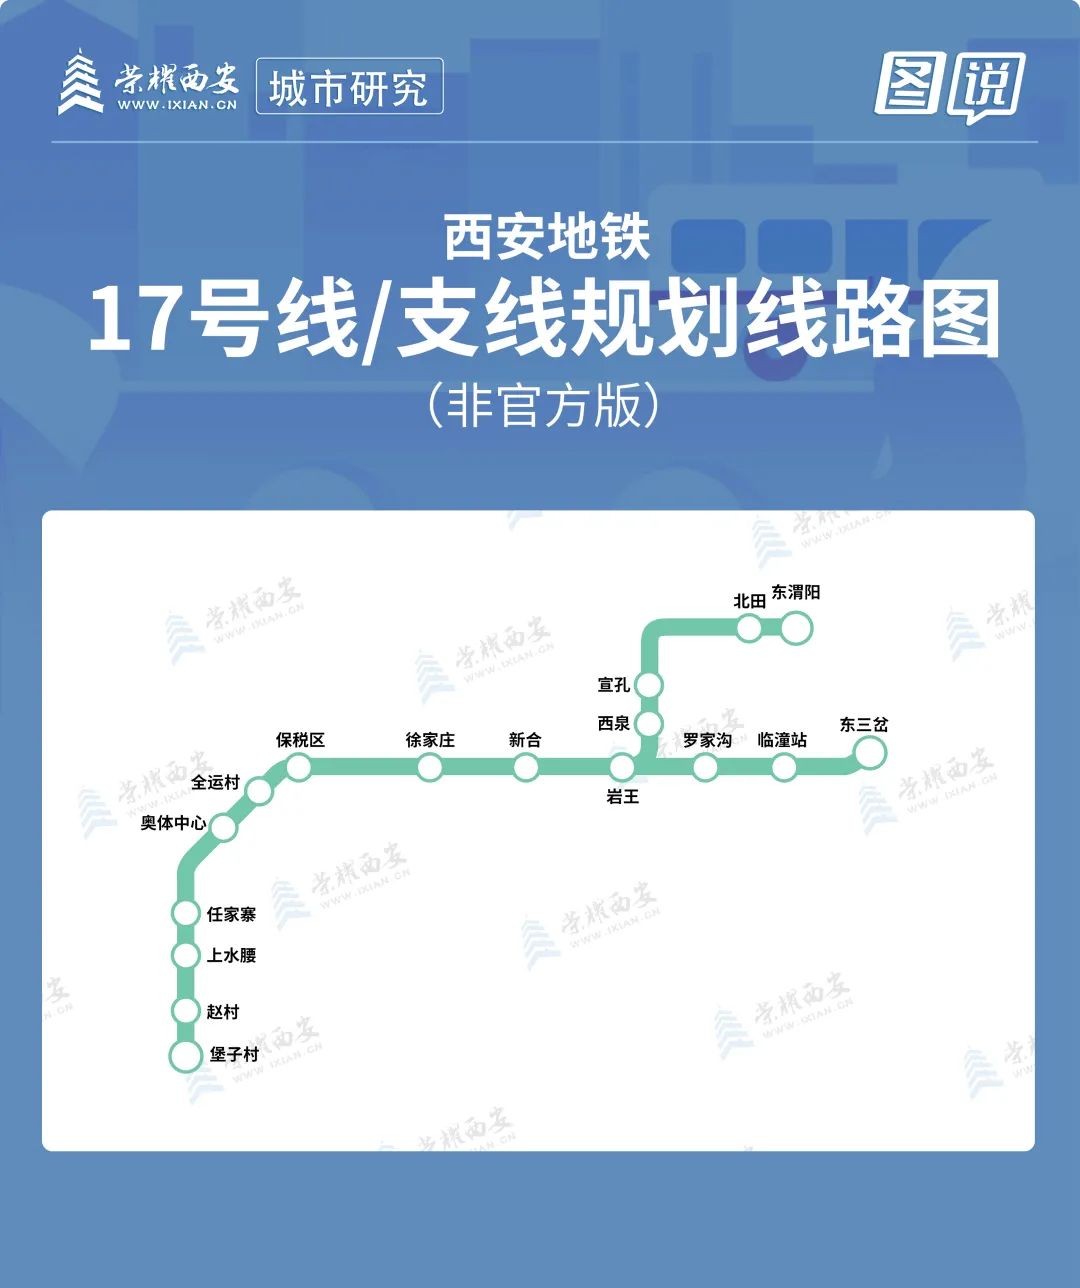 荣耀西安
WWW.IXIAN.CN
城市研究
图说
西安地铁
17号线/支线规划线路图
（非官方版）
东渭阳
北田
宣孔
西泉
东三岔
保税区
徐家庄
新合
罗家沟
临潼站
岩王
全运村
奥体中心
任家寨
上水腰
赵村
堡子村